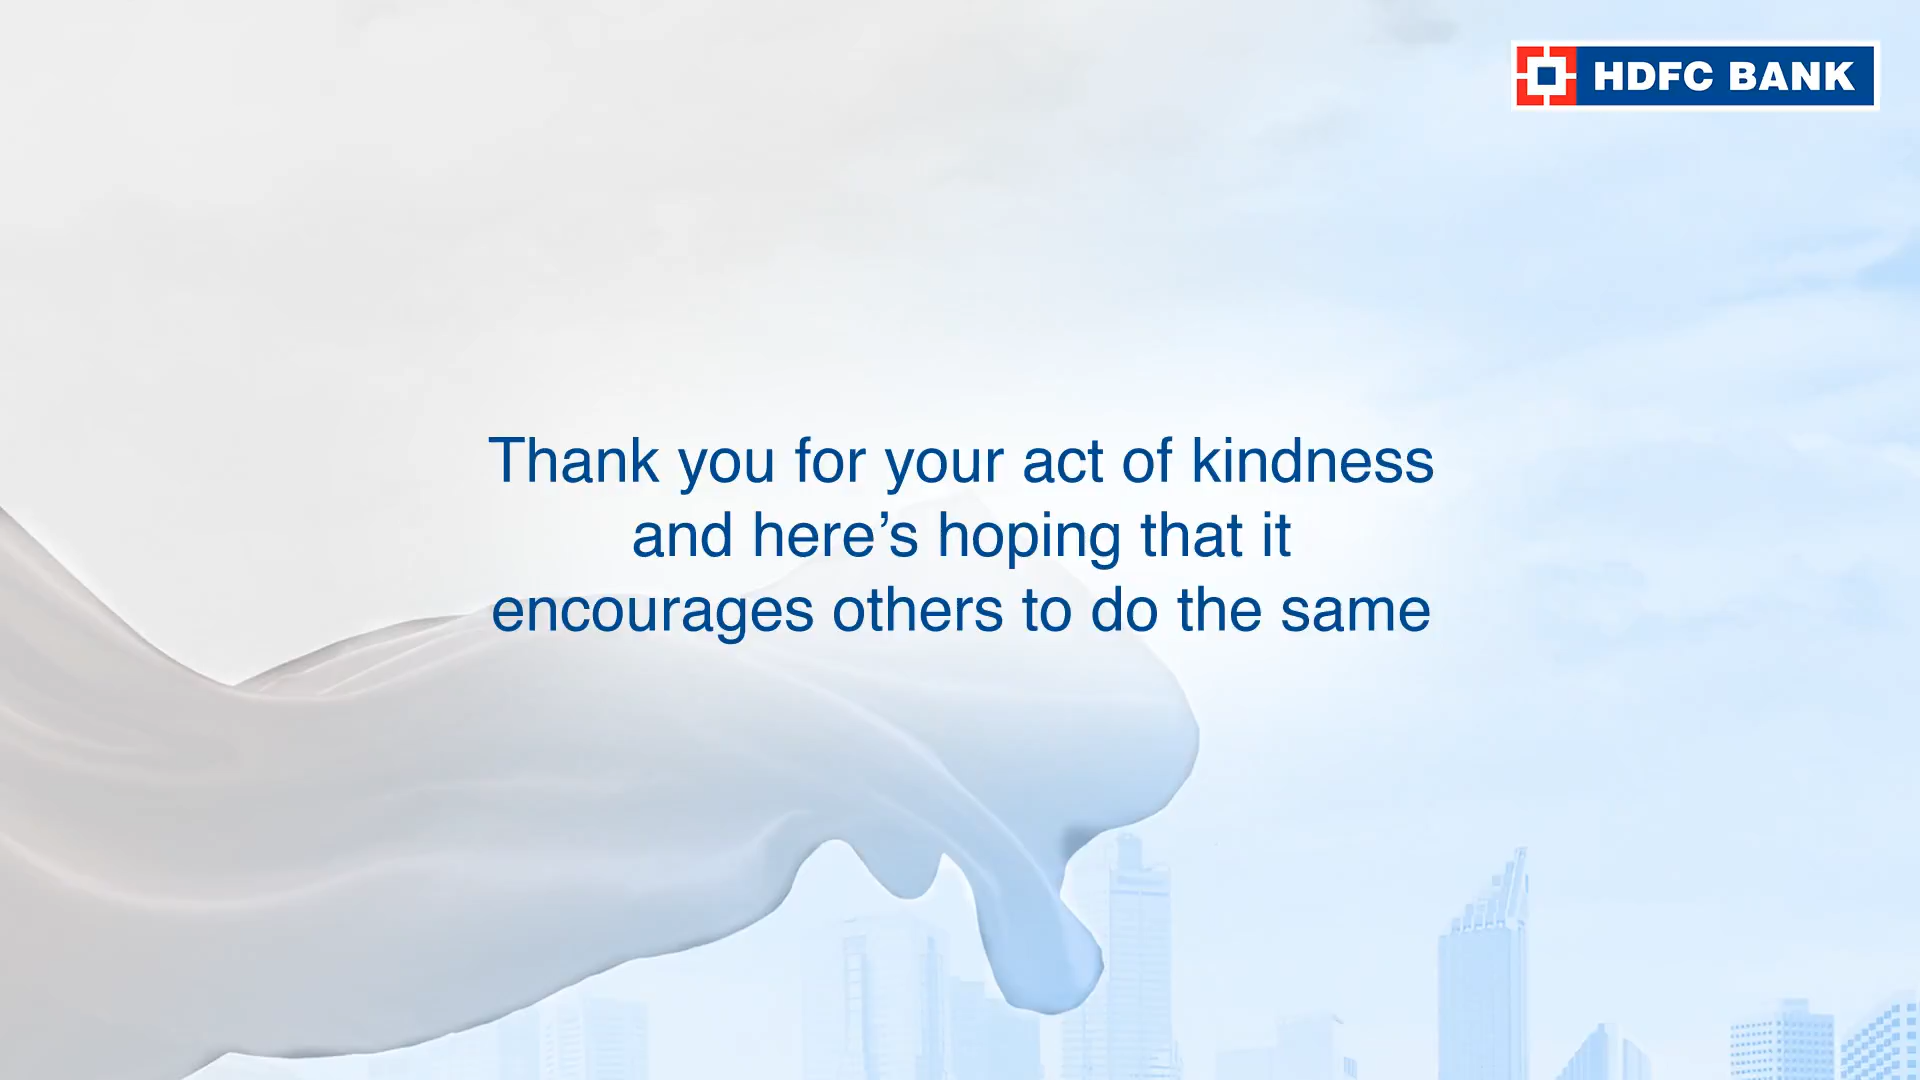 HDFC BANK
Thank you for your act of kindness
and here’s hoping that it
encourages others to do the same